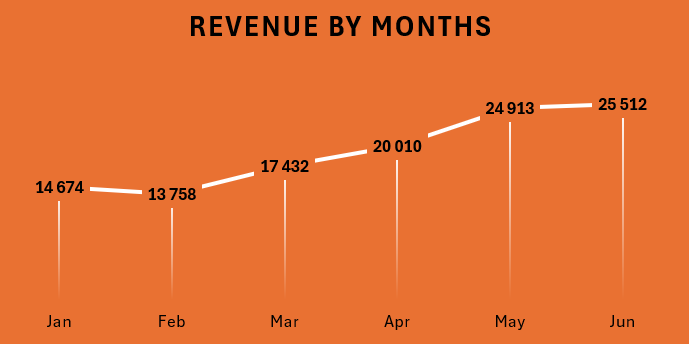 REVENUE BY MONTHS
24 913 25 512
20 010
17 432
14 674 13 758
Jan Feb Mar Apr May Jun